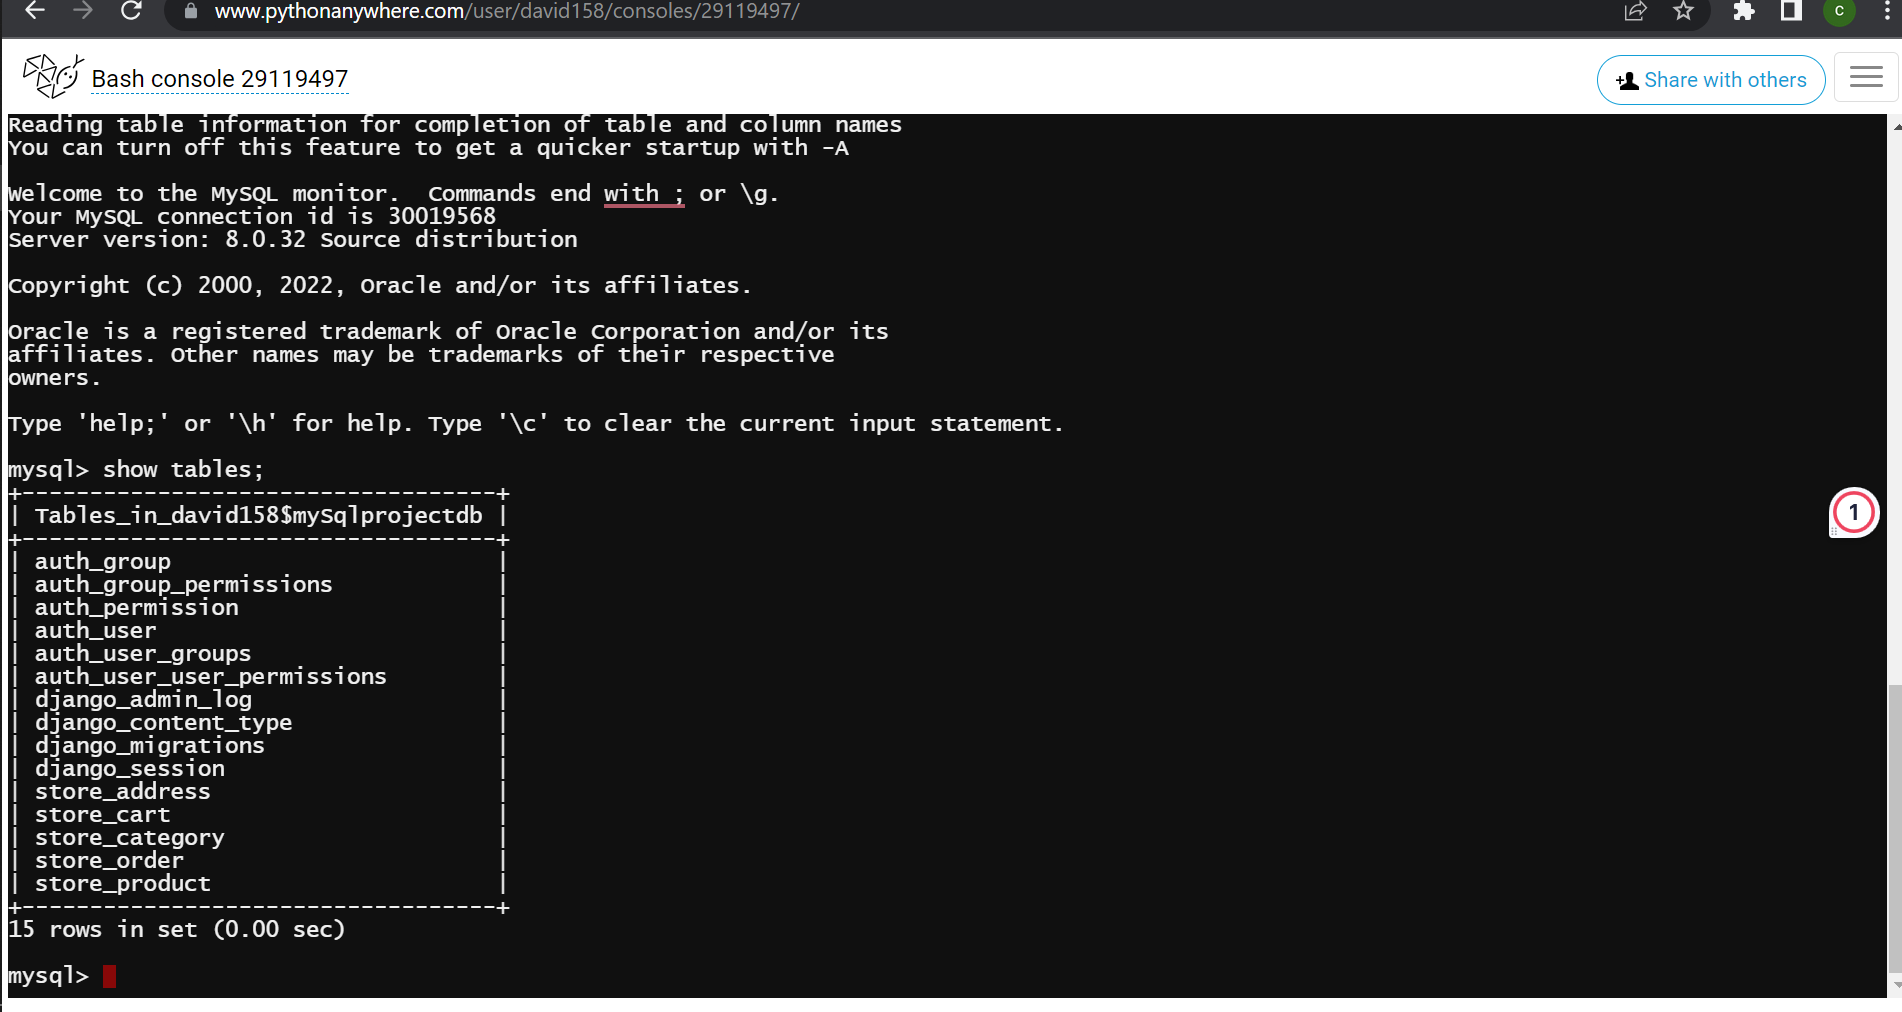 www.pythonanywhere.com/user/david158/consoles/29119497/
c
Bash console 29119497
Share with others
Reading table information for completion of table and column names
You can turn off this feature to get a quicker startup with -A
Welcome to the MySQL monitor.  Commands end with ; or \g.
Your MySQL connection id is 30019568
Server version: 8.0.32 Source distribution
Copyright (c) 2000, 2022, Oracle and/or its affiliates.
Oracle is a registered trademark of Oracle Corporation and/or its
affiliates. Other names may be trademarks of their respective
owners.
Type 'help;' or '\h' for help. Type '\c' to clear the current input statement.
mysql> show tables;
+-----------------------------------+
| Tables_in_david158$mySqlprojectdb |
+-----------------------------------+
| auth_group                        |
| auth_group_permissions            |
| auth_permission                   |
| auth_user                         |
| auth_user_groups                  |
| auth_user_user_permissions        |
| django_admin_log                  |
| django_content_type               |
| django_migrations                 |
| django_session                    |
| store_address                     |
| store_cart                        |
| store_category                    |
| store_order                       |
| store_product                     |
+-----------------------------------+
15 rows in set (0.00 sec)
mysql>
1